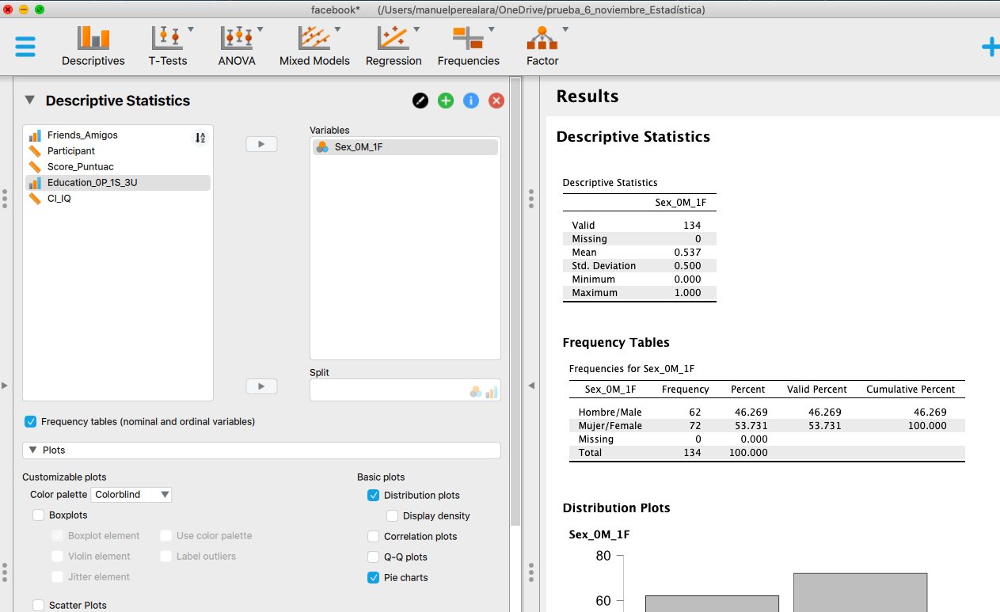 facebook* (/Users/manuelperealara/OneDrive/prueba_6_noviembre_Estadística)
Descriptives T-Tests ANOVA Mixed Models Regression Frequencies Factor
Descriptive Statistics
Friends_Amigos
Participant
Score_Puntuac
Education_0P_1S_3U
CI_IQ
Variables
Sex_0M_1F
Split
Frequency tables (nominal and ordinal variables)
Plots
Customizable plots
Color palette Colorblind
Boxplots
Boxplot element Use color palette
Violin element Label outliers
Jitter element
Scatter Plots
Basic plots
Distribution plots
Display density
Correlation plots
Q-Q plots
Pie charts
Results
Descriptive Statistics
Descriptive Statistics
Sex_0M_1F
Valid 134
Missing 0
Mean 0.537
Std. Deviation 0.500
Minimum 0.000
Maximum 1.000
Frequency Tables
Frequencies for Sex_0M_1F
Sex_0M_1F Frequency Percent Valid Percent Cumulative Percent
Hombre/Male 62 46.269 46.269 46.269
Mujer/Female 72 53.731 53.731 100.000
Missing 0 0.000
Total 134 100.000
Distribution Plots
Sex_0M_1F
80
60